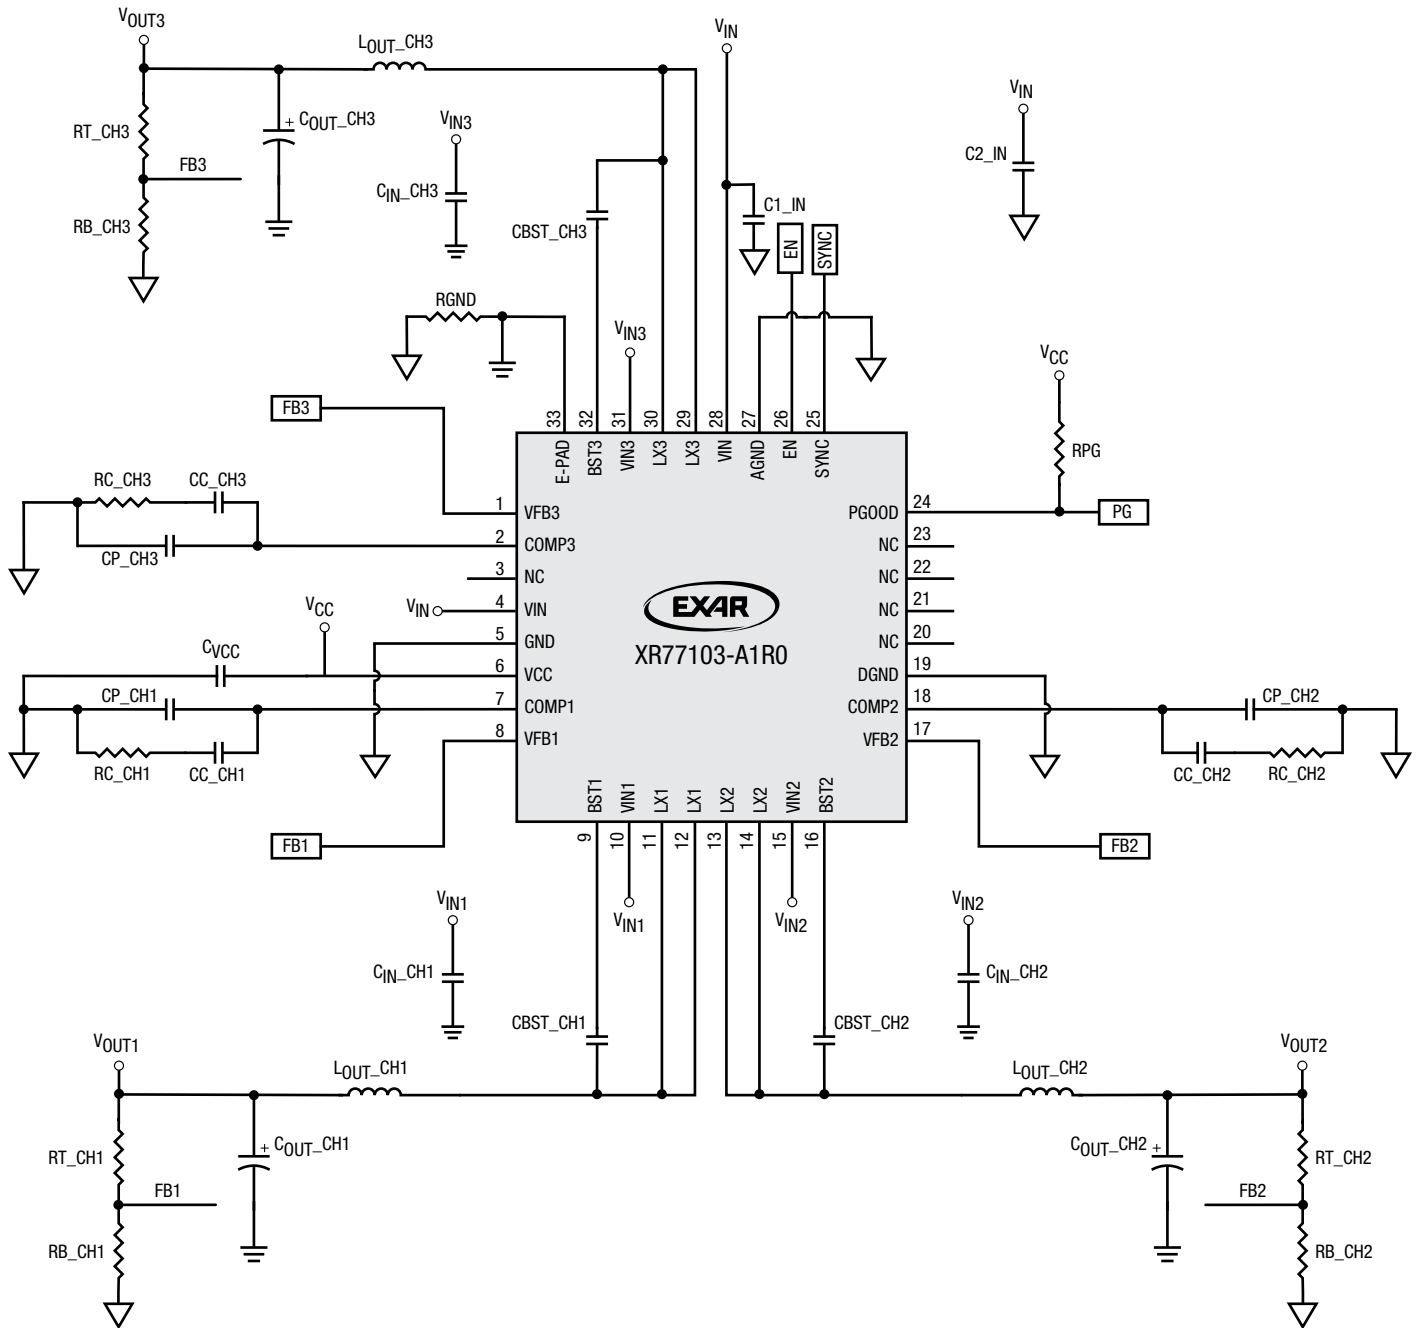 VOUT3
LOUT_CH3
VIN
VIN
RT_CH3
+ COUT_CH3
VIN3
C2_IN
FB3
CIN_CH3
C1_IN
RB_CH3
CBST_CH3
EN
SYNC
RGND
VIN3
VCC
FB3
33 32 31 30 29 28 27 26 25
E-PAD BST3 VIN3 LX3 LX3 VIN AGND EN SYNC
RPG
RC_CH3 CC_CH3
1 VFB3
PGOOD 24
PG
CP_CH3
2 COMP3
NC 23
3 NC
NC 22
VIN
4 VIN
EXAR
NC 21
VCC
5 GND
XR77103-A1R0
NC 20
CVCC
6 VCC
DGND 19
CP_CH1
7 COMP1
COMP2 18
CP_CH2
8 VFB1
VFB2 17
RC_CH1 CC_CH1
CC_CH2 RC_CH2
BST1 VIN1 LX1 LX1 LX2 LX2 VIN2 BST2
9 10 11 12 13 14 15 16
FB1
FB2
VIN1
VIN1
VIN2
VIN2
CIN_CH1
CIN_CH2
CBST_CH1
CBST_CH2
VOUT1
VOUT2
LOUT_CH1
LOUT_CH2
RT_CH1
+ COUT_CH1
COUT_CH2 +
RT_CH2
FB1
FB2
RB_CH1
RB_CH2